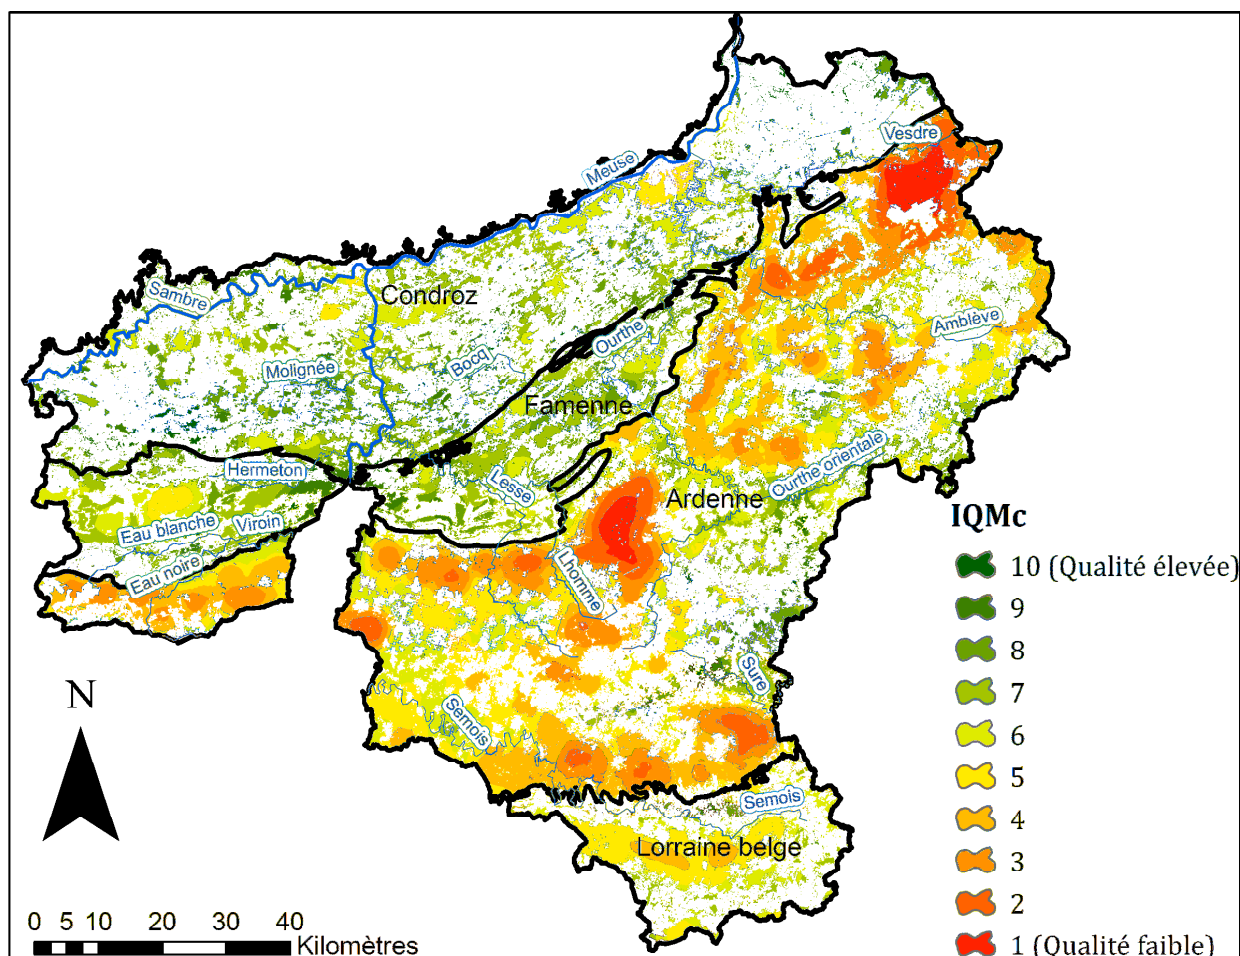 Vesdre
Meuse
Sambre
Condroz
Ourthe
Amblève
Bocq
Molignée
Famenne
Ourthe orientale
Hermeton
Lesse
Ardenne
Eau blanche
Viroin
Eau noire
Lhomme
Sure
Semois
Semois
Lorraine belge
N
0 5 10 20 30 40
Kilomètres
IQMc
10 (Qualité élevée)
9
8
7
6
5
4
3
2
1 (Qualité faible)